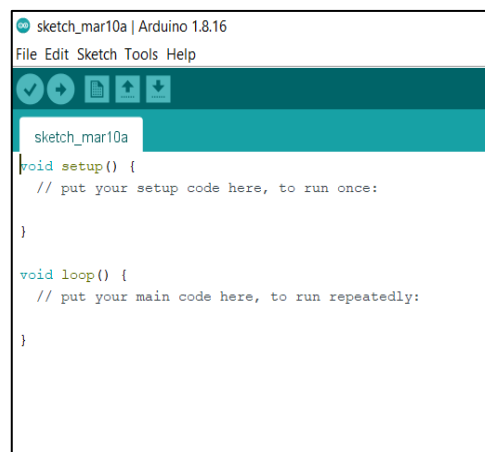 sketch_mar10a | Arduino 1.8.16
File Edit Sketch Tools Help
sketch_mar10a
void setup() {
  // put your setup code here, to run once:
}
void loop() {
  // put your main code here, to run repeatedly:
}